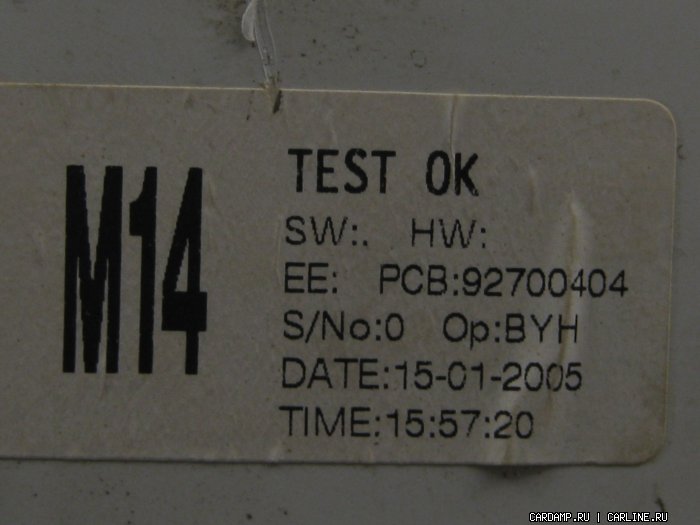 M14
TEST OK
SW:. HW:
EE: PCB:92700404
S/No:0 Op:BYH
DATE:15-01-2005
TIME:15:57:20
CARDAMP.RU | CARLINE.RU